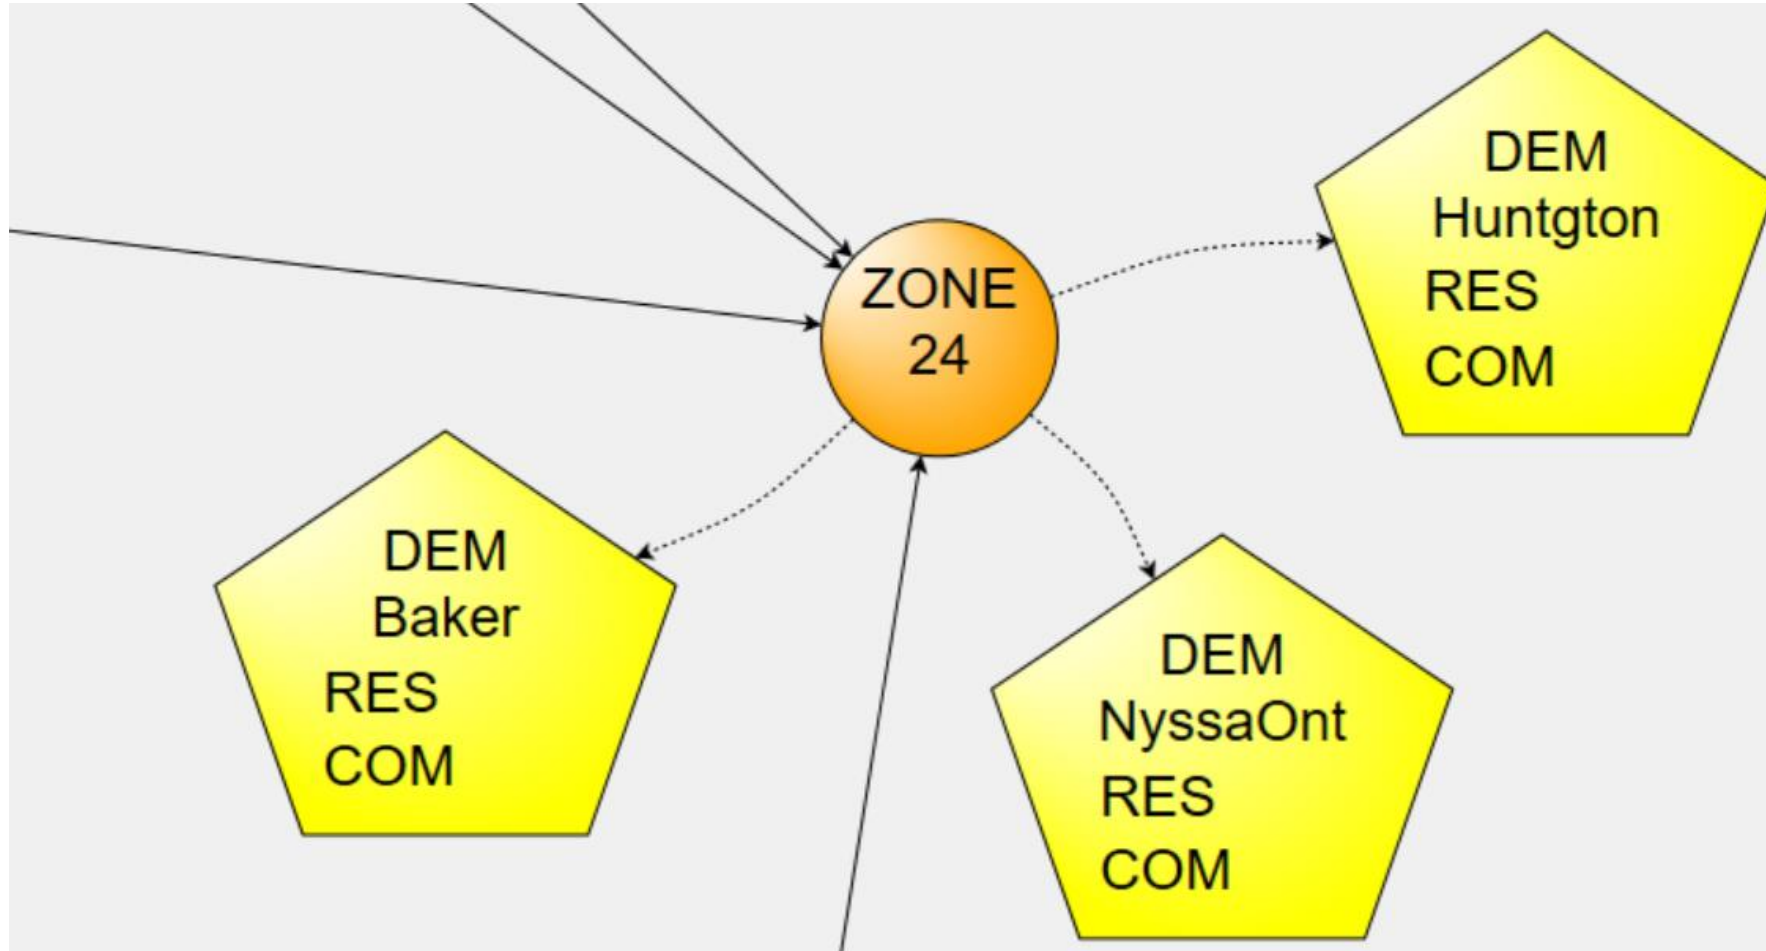 ZONE
24
DEM
Huntgton
RES
COM
DEM
Baker
RES
COM
DEM
NyssaOnt
RES
COM